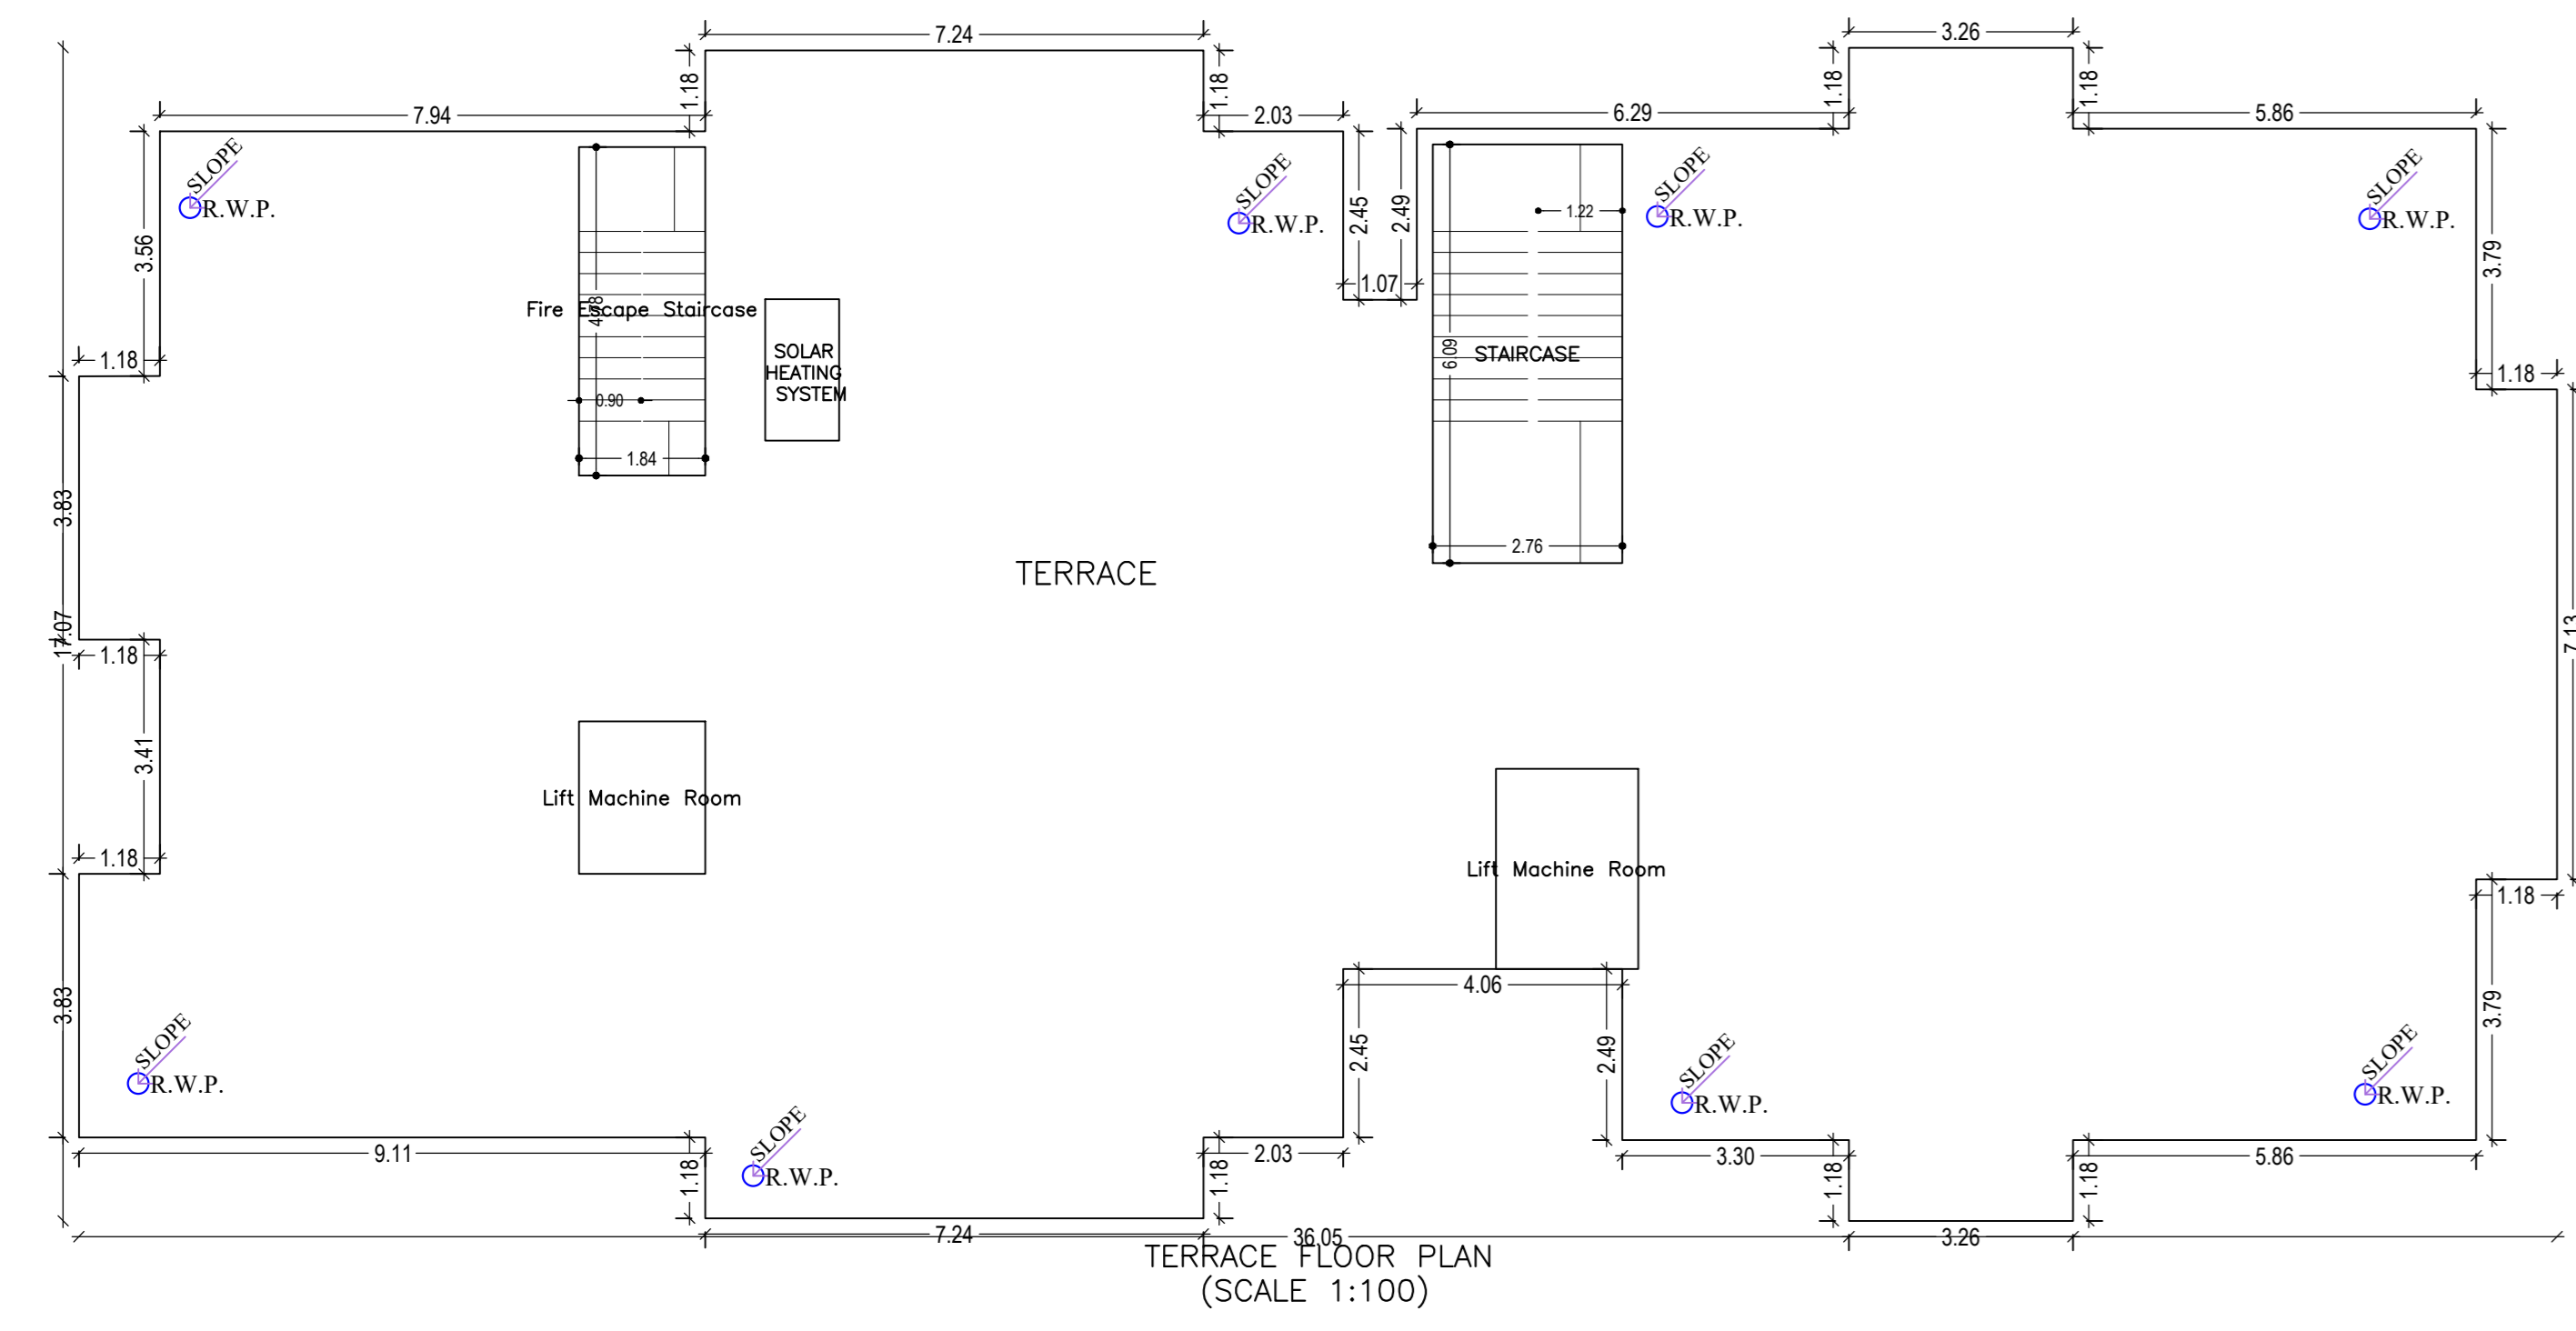 7.24
3.26
1.18
1.18
1.18
1.18
7.94
2.03
6.29
5.86
SLOPE
R.W.P.
SLOPE
R.W.P.
SLOPE
R.W.P.
SLOPE
R.W.P.
3.56
2.45
2.49
1.22
3.79
1.07
Fire Escape Staircase
4.78
SOLAR
HEATING
SYSTEM
6.09
STAIRCASE
1.18
1.18
0.90
1.84
2.76
3.83
TERRACE
17.07
7.13
1.18
3.41
Lift Machine Room
Lift Machine Room
1.18
1.18
4.06
3.83
2.45
2.49
3.79
SLOPE
R.W.P.
SLOPE
R.W.P.
SLOPE
R.W.P.
SLOPE
R.W.P.
9.11
2.03
3.30
5.86
1.18
1.18
1.18
1.18
7.24
36.05
3.26
TERRACE FLOOR PLAN
(SCALE 1:100)